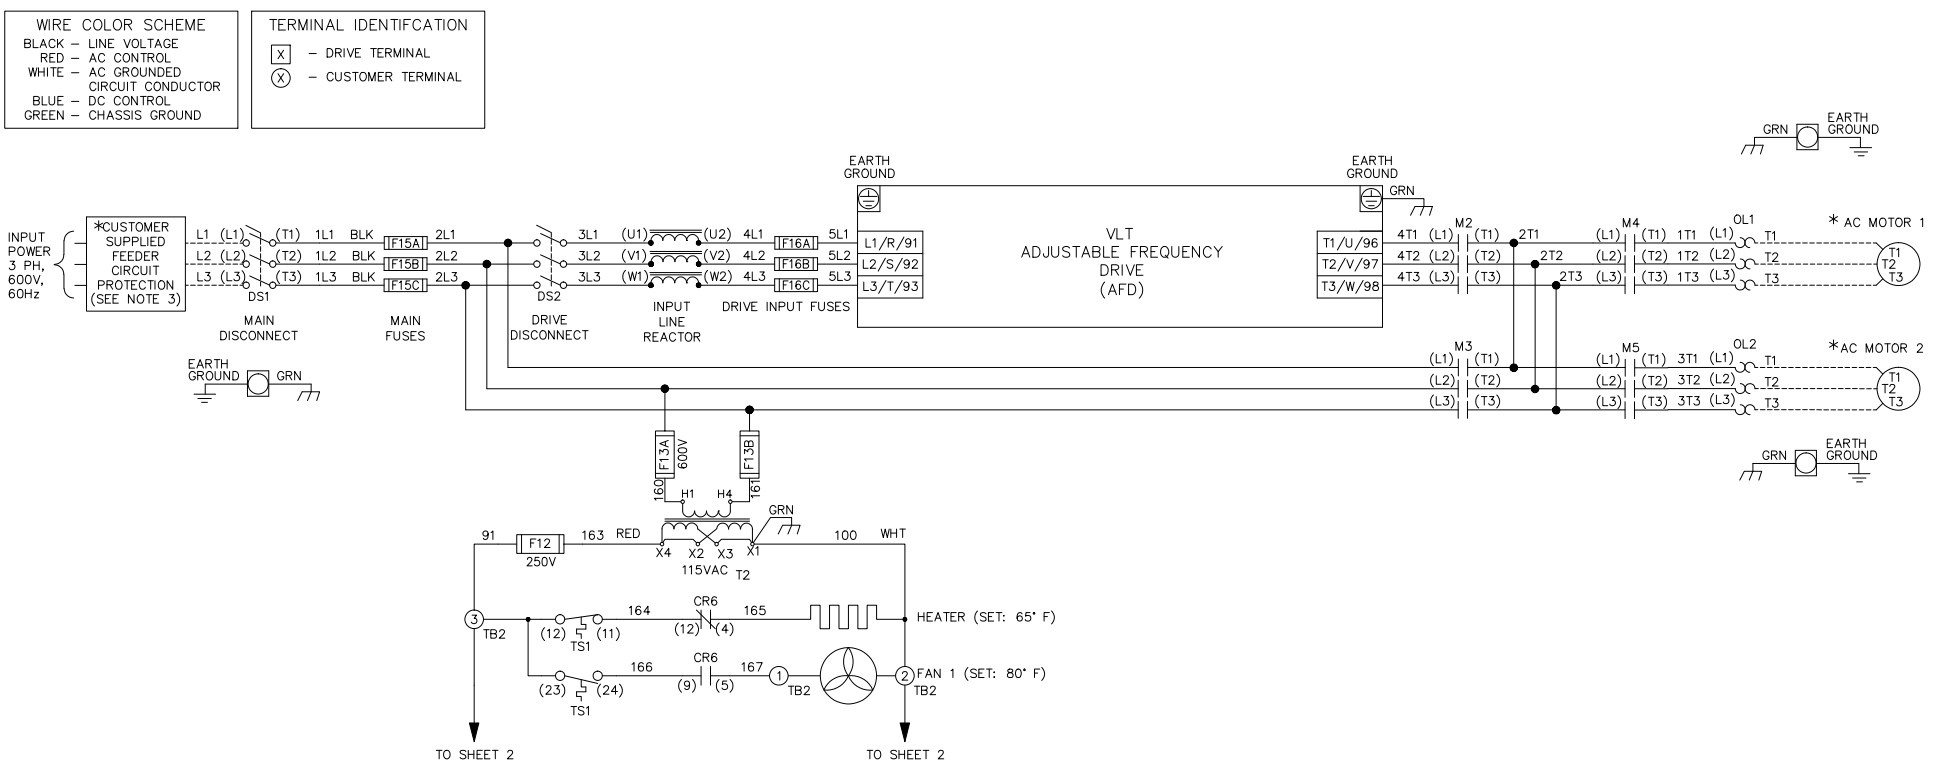 WIRE COLOR SCHEME
BLACK – LINE VOLTAGE
RED – AC CONTROL
WHITE – AC GROUNDED
CIRCUIT CONDUCTOR
BLUE – DC CONTROL
GREEN – CHASSIS GROUND
TERMINAL IDENTIFCATION
X – DRIVE TERMINAL
X – CUSTOMER TERMINAL
GRN
EARTH
GROUND
EARTH
GROUND
EARTH
GROUND
GRN
INPUT
POWER
3 PH,
600V,
60Hz
*CUSTOMER
SUPPLIED
FEEDER
CIRCUIT
PROTECTION
(SEE NOTE 3)
L1 (L1) (T1) 1L1 BLK F15A 2L1 3L1 (U1) (U2) 4L1 F16A 5L1 L1/R/91
L2 (L2) (T2) 1L2 BLK F15B 2L2 3L2 (V1) (V2) 4L2 F16B 5L2 L2/S/92
L3 (L3) (T3) 1L3 BLK F15C 2L3 3L3 (W1) (W2) 4L3 F16C 5L3 L3/T/93
DS1
MAIN
DISCONNECT
MAIN
FUSES
DS2
DRIVE
DISCONNECT
INPUT
LINE
REACTOR
DRIVE INPUT FUSES
VLT
ADJUSTABLE FREQUENCY
DRIVE
(AFD)
M2 M4 OL1 * AC MOTOR 1
T1/U/96 4T1 (L1) (T1) 2T1 (L1) (T1) 1T1 (L1) T1
T2/V/97 4T2 (L2) (T2) 2T2 (L2) (T2) 1T2 (L2) T2
T3/W/98 4T3 (L3) (T3) 2T3 (L3) (T3) 1T3 (L3) T3
T1
T2
T3
EARTH
GROUND
GRN
M3 M5 OL2 *AC MOTOR 2
(L1) (T1) (L1) (T1) 3T1 (L1) T1
(L2) (T2) (L2) (T2) 3T2 (L2) T2
(L3) (T3) (L3) (T3) 3T3 (L3) T3
T1
T2
T3
GRN
EARTH
GROUND
F13A
600V
F13B
160
161
H1 H4
GRN
91 F12 163 RED
250V
X4 X2 X3 X1
115VAC T2
100 WHT
3
TB2
(12) (11) 164 CR6 165
TS1
(12) (4)
HEATER (SET: 65° F)
(23) (24) 166 CR6 167
TS1
(9) (5)
1
TB2
2
TB2
FAN 1 (SET: 80° F)
TO SHEET 2
TO SHEET 2